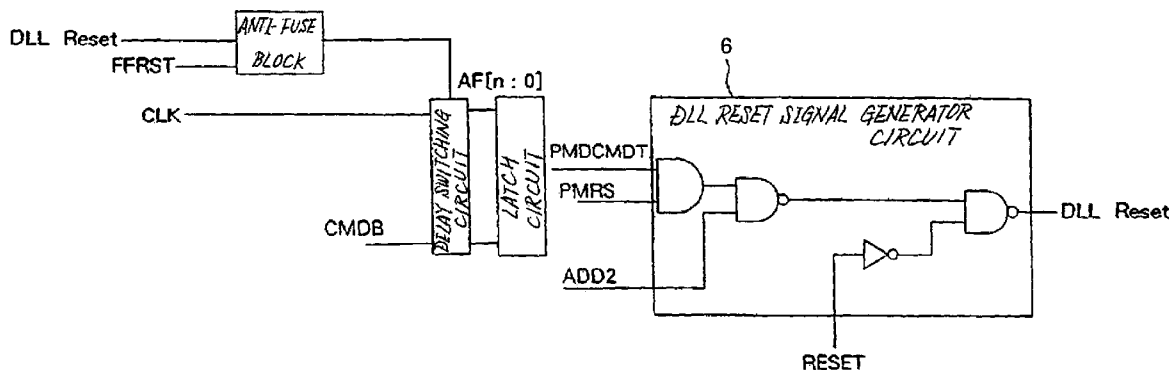 DLL Reset
ANTI-FUSE
BLOCK
FFRST
AF[n : 0]
CLK
DELAY SWITCHING
CIRCUIT
LATCH
CIRCUIT
CMDB
6
DLL RESET SIGNAL GENERATOR
CIRCUIT
PMDCMDT
PMRS
ADD2
DLL Reset
RESET